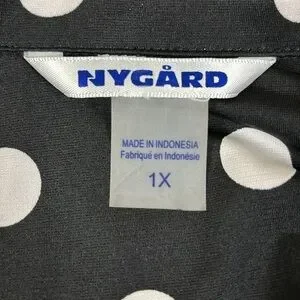 NYGÅRD
MADE IN INDONESIA
Fabriqué en Indonésie
1X